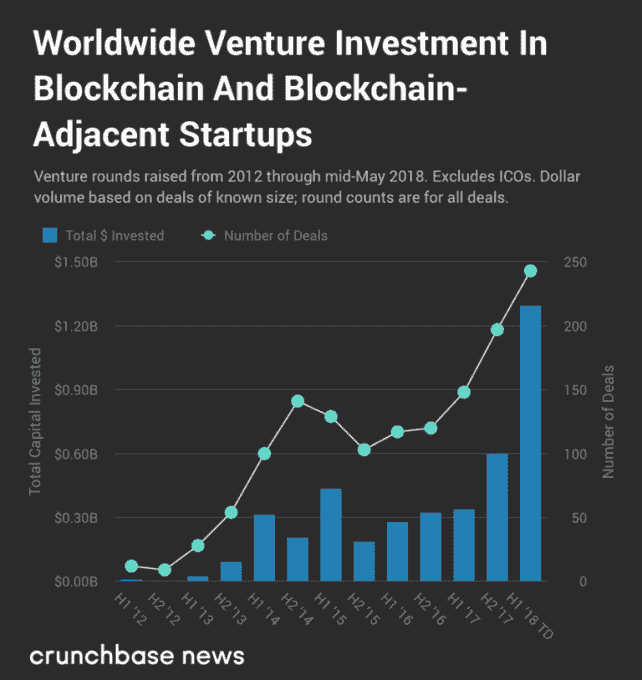 Worldwide Venture Investment In
Blockchain And Blockchain-
Adjacent Startups
Venture rounds raised from 2012 through mid-May 2018. Excludes ICOs. Dollar
volume based on deals of known size; round counts are for all deals.
Total $ Invested
Number of Deals
Total Capital Invested
$1.50B
$1.20B
$0.90B
$0.60B
$0.30B
$0.00B
250
200
150
100
50
0
Number of Deals
H1 '12
H2 '12
H1 '13
H2 '13
H1 '14
H2 '14
H1 '15
H2 '15
H1 '16
H2 '16
H1 '17
H2 '17
H1 '18 TD
crunchbase news